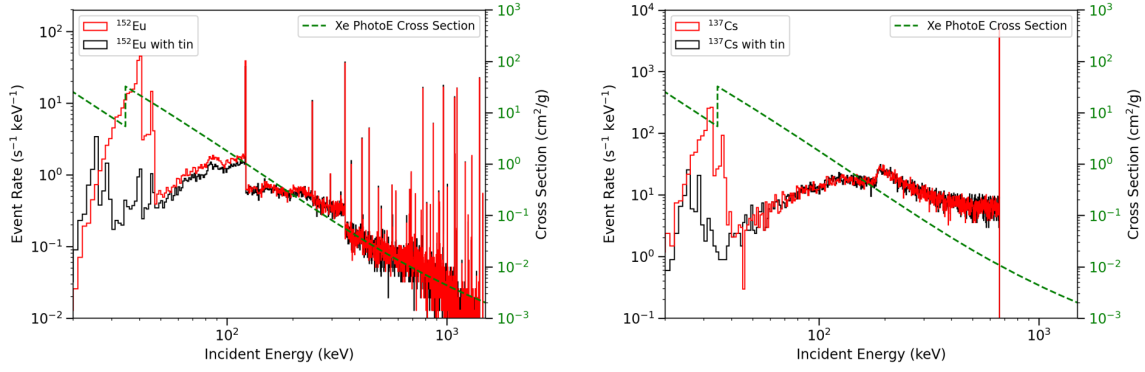 ¹⁵²Eu
¹⁵²Eu with tin
Xe PhotoE Cross Section
10²
10¹
10⁰
10⁻¹
10⁻²
Event Rate (s⁻¹ keV⁻¹)
10³
10²
10¹
10⁰
10⁻¹
10⁻²
10⁻³
Cross Section (cm²/g)
10²
10³
Incident Energy (keV)
¹³⁷Cs
¹³⁷Cs with tin
Xe PhotoE Cross Section
10⁴
10³
10²
10¹
10⁰
10⁻¹
Event Rate (s⁻¹ keV⁻¹)
10³
10²
10¹
10⁰
10⁻¹
10⁻²
10⁻³
Cross Section (cm²/g)
10²
10³
Incident Energy (keV)